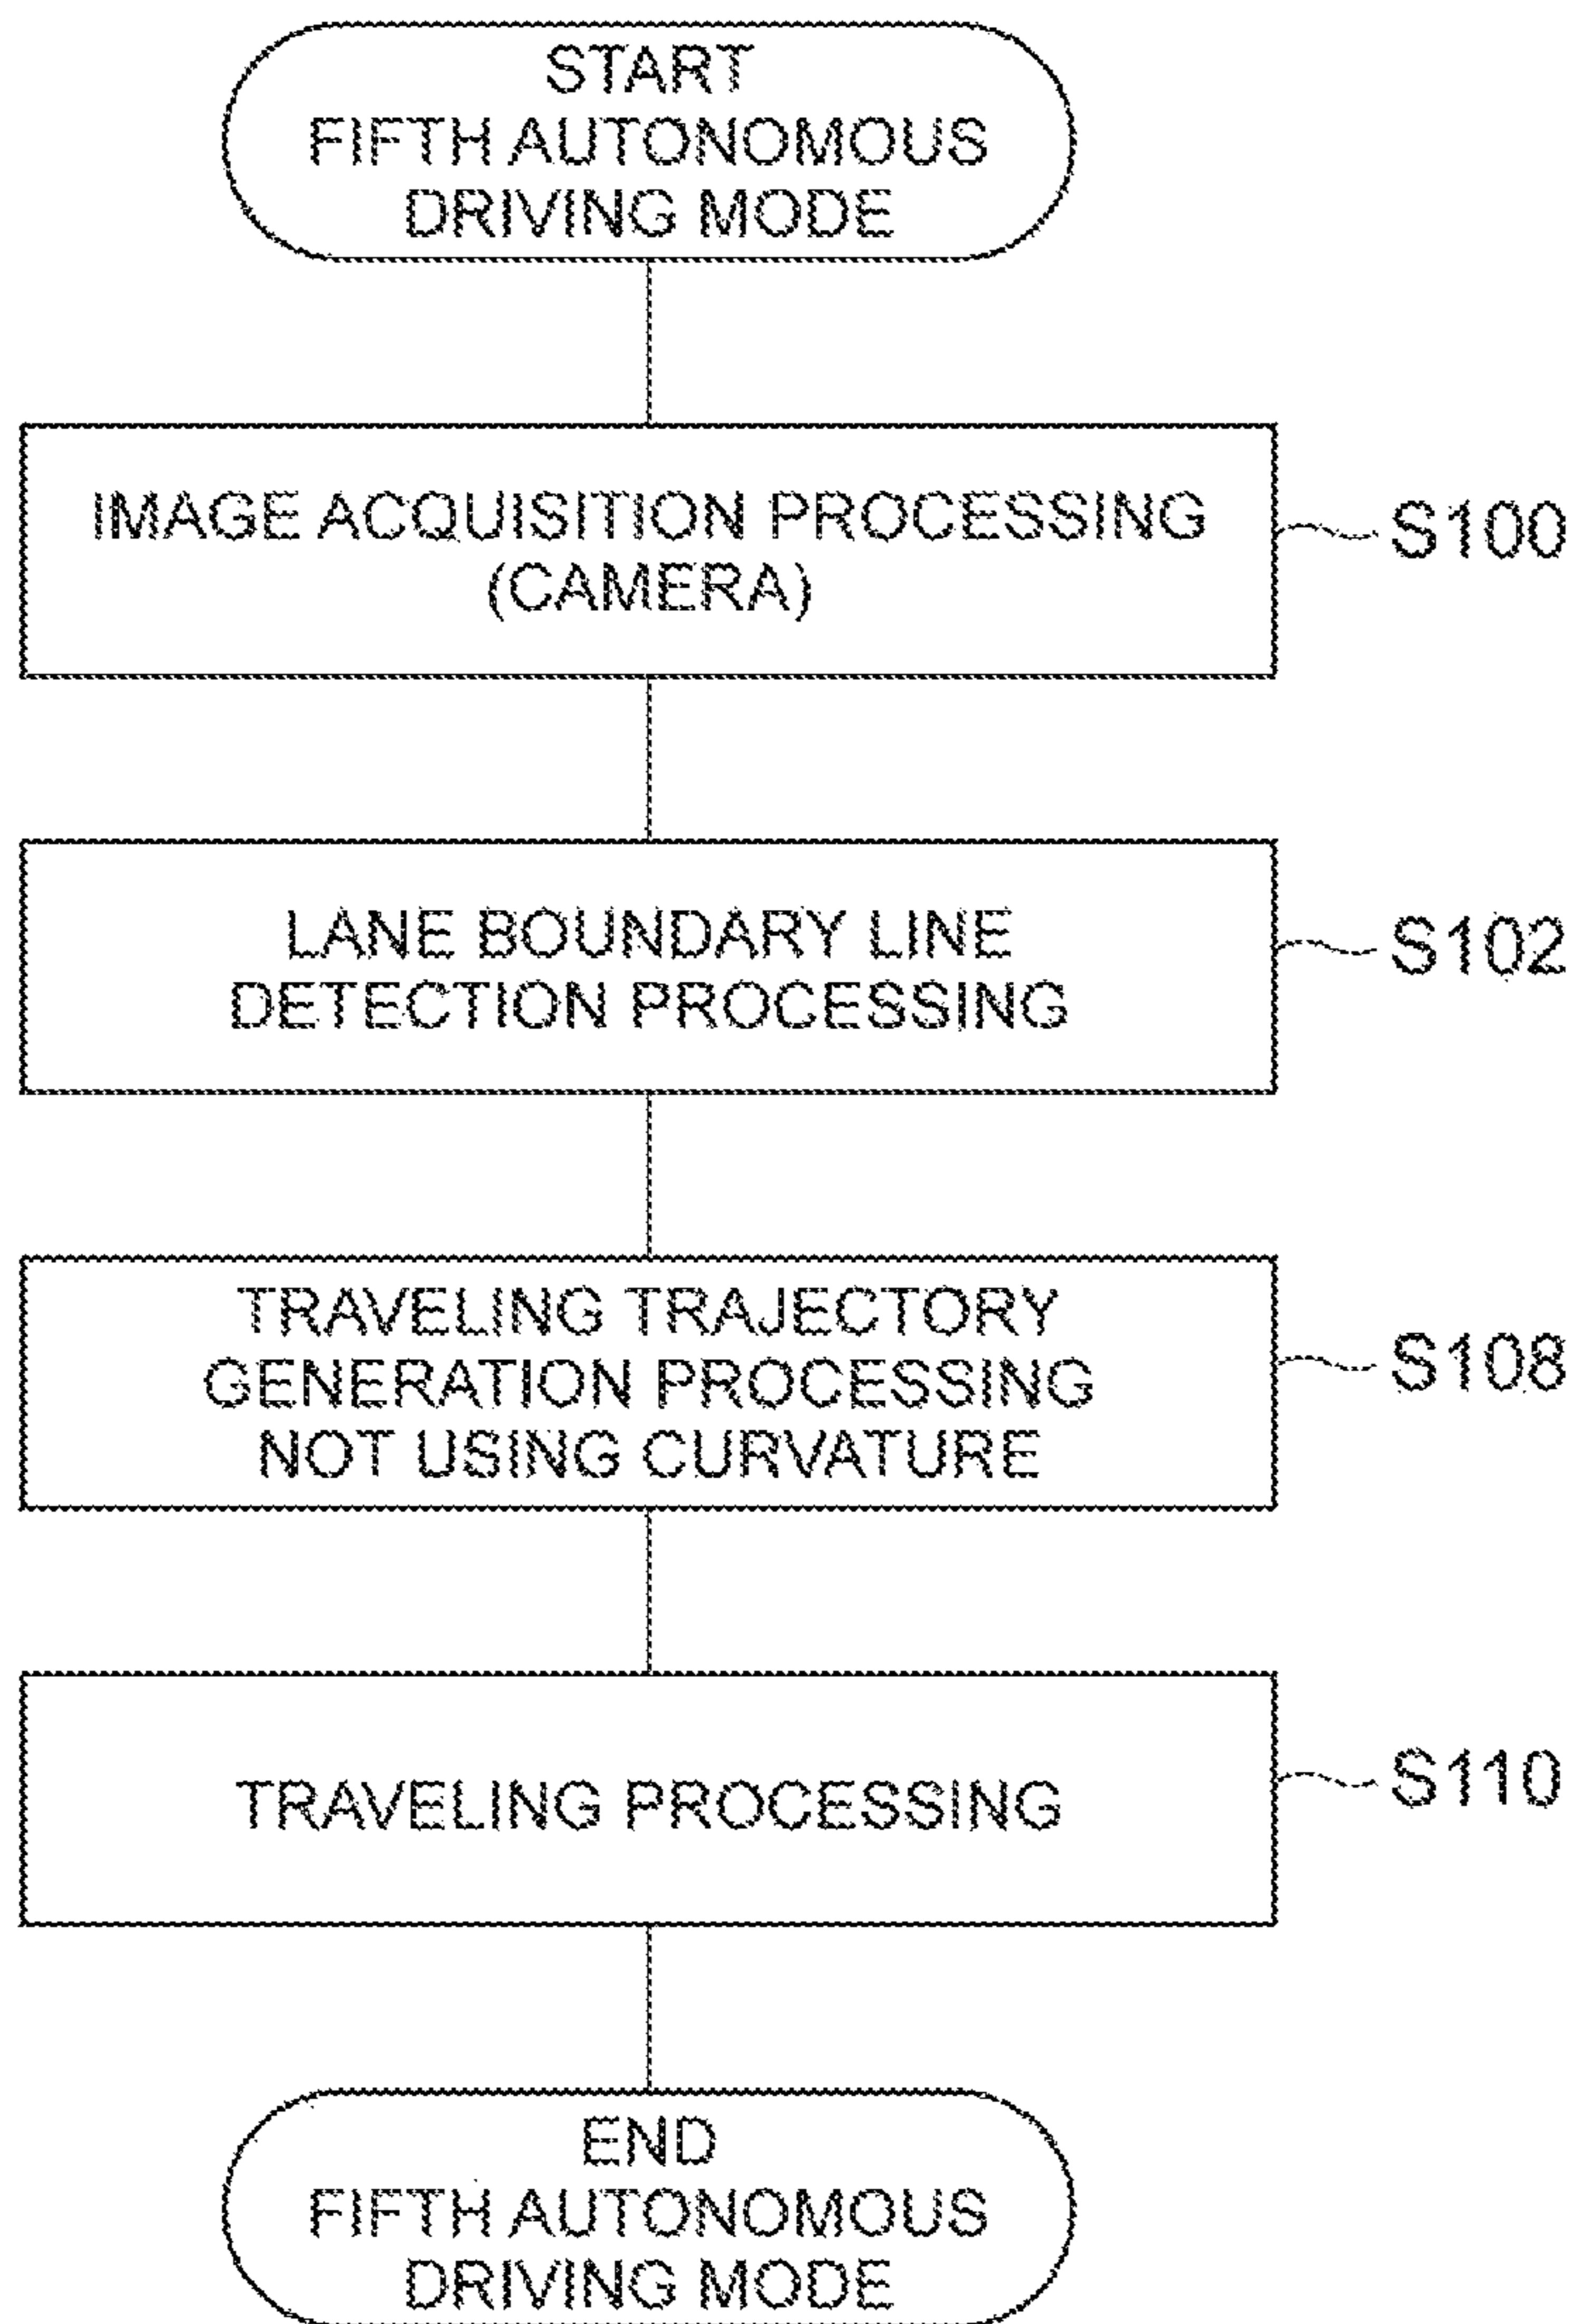 START
FIFTH AUTONOMOUS
DRIVING MODE
IMAGE ACQUISITION PROCESSING
(CAMERA)
S100
LANE BOUNDARY LINE
DETECTION PROCESSING
S102
TRAVELING TRAJECTORY
GENERATION PROCESSING
NOT USING CURVATURE
S108
TRAVELING PROCESSING
S110
END
FIFTH AUTONOMOUS
DRIVING MODE